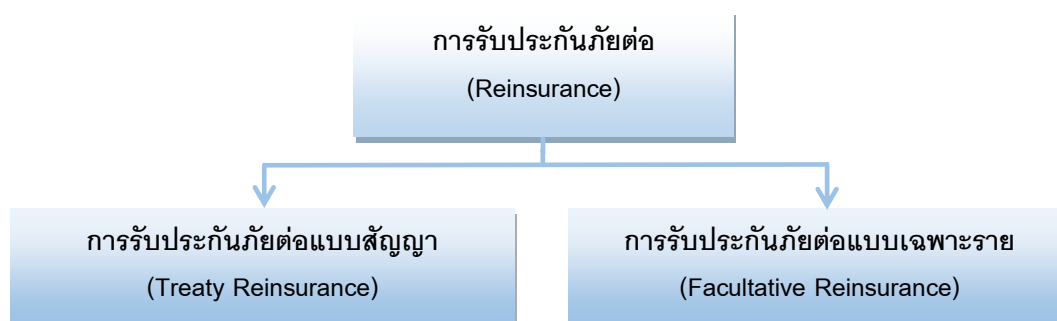 การรับประกันภัยต่อ
(Reinsurance)
การรับประกันภัยต่อแบบสัญญา
(Treaty Reinsurance)
การรับประกันภัยต่อแบบเฉพาะราย
(Facultative Reinsurance)